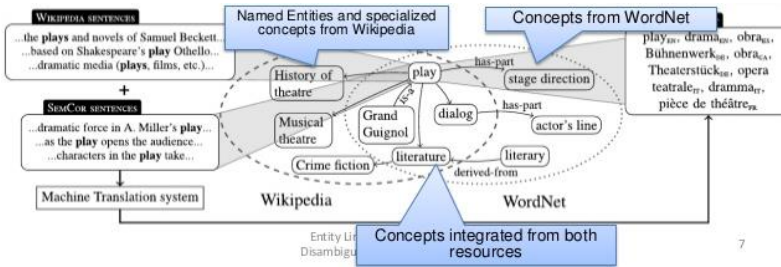 WIKIPEDIA SENTENCES
...the plays and novels of Samuel Beckett...
...based on Shakespeare's play Othello...
...dramatic media (plays, films, etc.)...
+
SEMCOR SENTENCES
...dramatic force in A. Miller's play...
...as the play opens the audience...
...characters in the play take...
Machine Translation system
Named Entities and specialized
concepts from Wikipedia
Concepts from WordNet
play
has-part
stage direction
History of
theatre
is-a
Musical
theatre
Grand
Guignol
dialog
has-part
actor's line
Crime fiction
literature
literary
derived-from
Wikipedia
WordNet
Concepts integrated from both
resources
playEN, dramaEN, obraES,
BühnenwerkDE, obraCA,
TheaterstückDE, opera
teatraleIT, drammaIT,
pièce de théâtreFR
Entity Lin
Disambigu
7